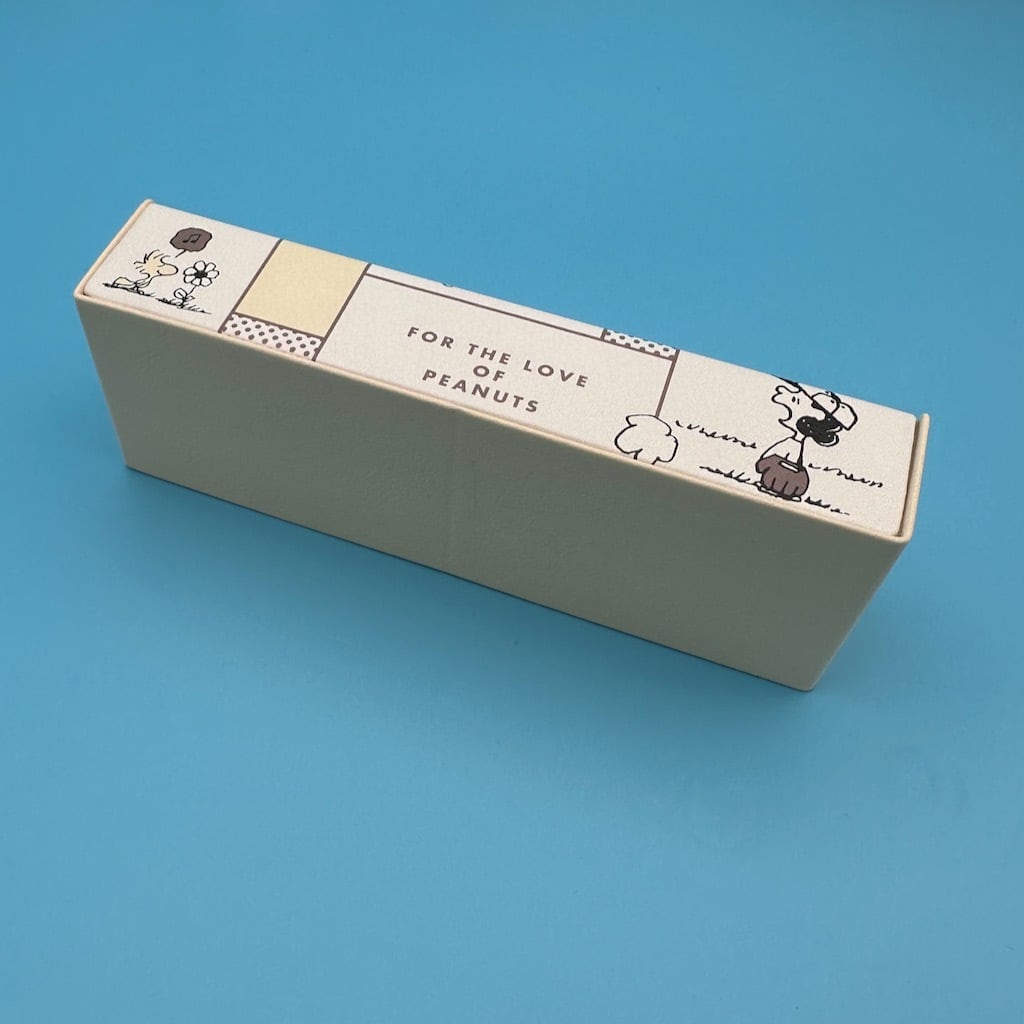 FOR THE LOVE
OF
PEANUTS